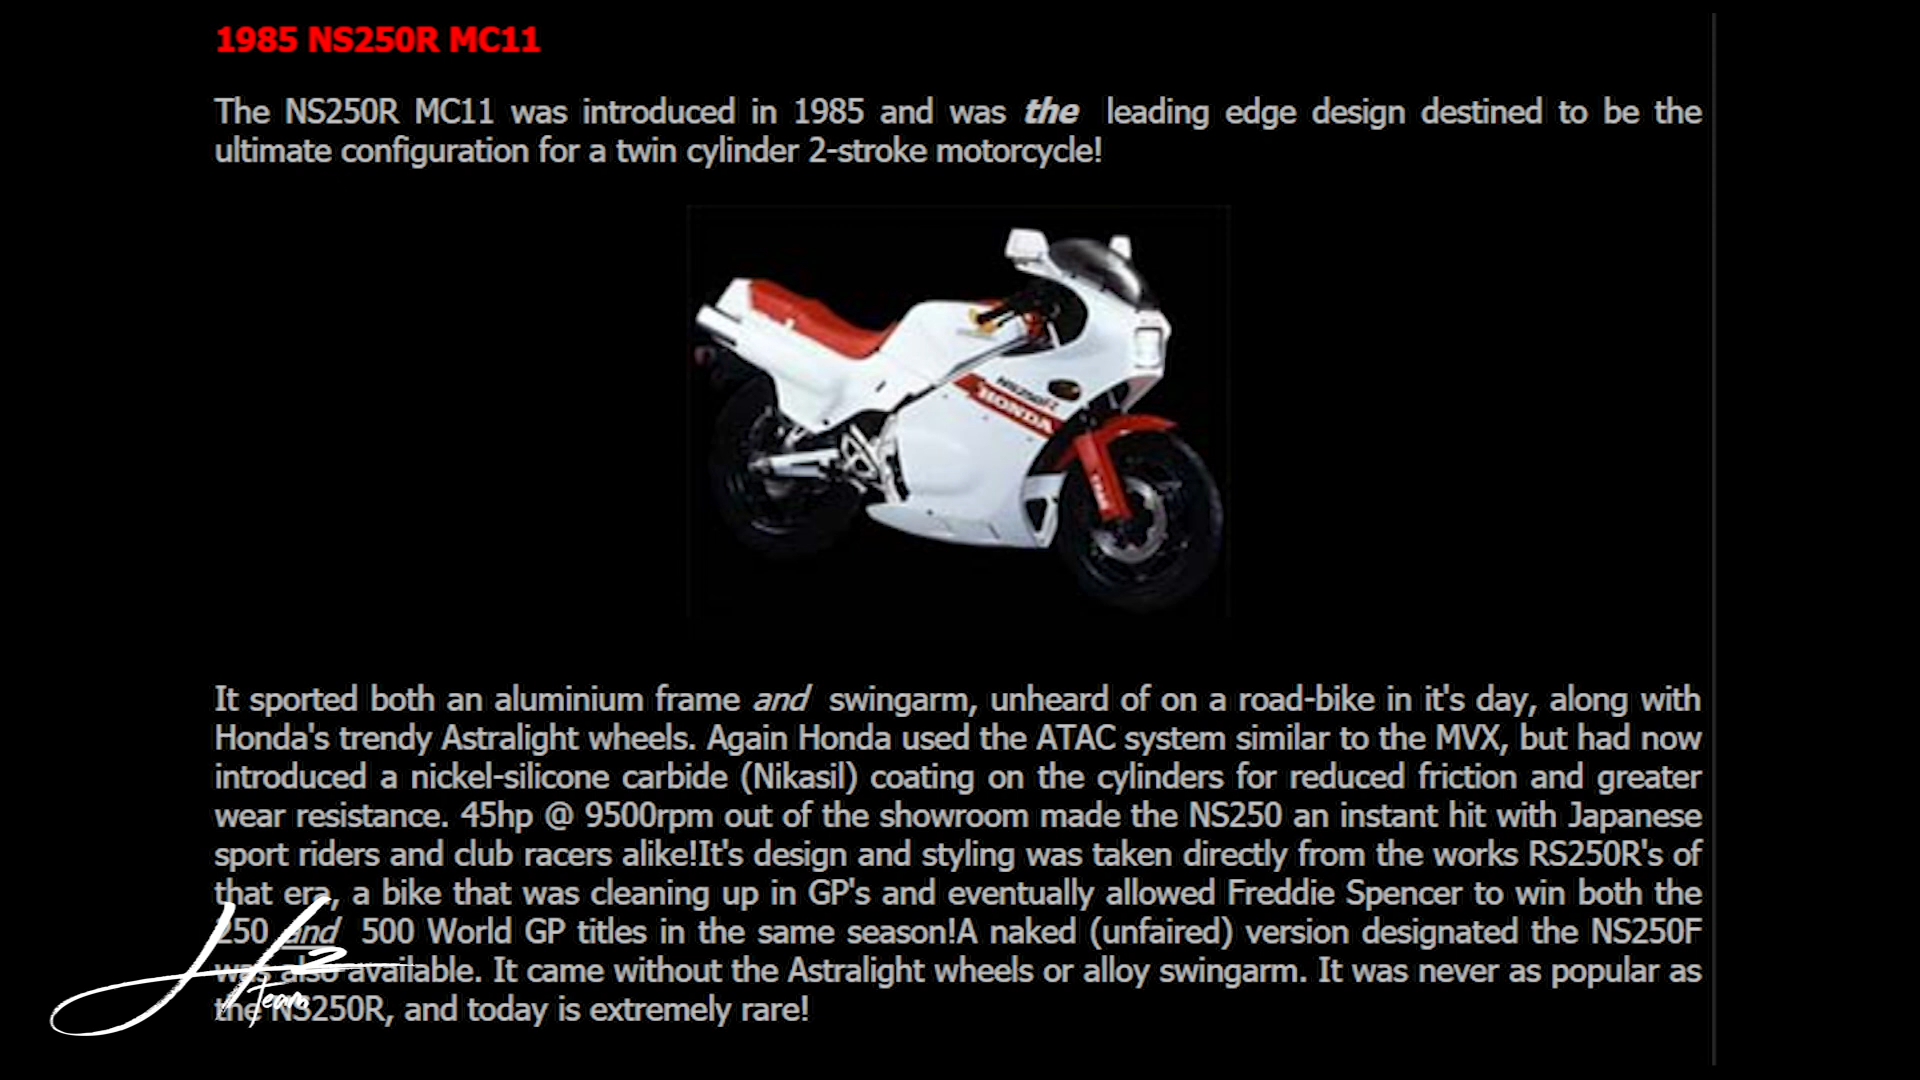 1985 NS250R MC11
The NS250R MC11 was introduced in 1985 and was the leading edge design destined to be the
ultimate configuration for a twin cylinder 2-stroke motorcycle!
NS250R
HONDA
It sported both an aluminium frame and swingarm, unheard of on a road-bike in it's day, along with
Honda's trendy Astralight wheels. Again Honda used the ATAC system similar to the MVX, but had now
introduced a nickel-silicone carbide (Nikasil) coating on the cylinders for reduced friction and greater
wear resistance. 45hp @ 9500rpm out of the showroom made the NS250 an instant hit with Japanese
sport riders and club racers alike!It's design and styling was taken directly from the works RS250R's of
that era, a bike that was cleaning up in GP's and eventually allowed Freddie Spencer to win both the
250 and 500 World GP titles in the same season!A naked (unfaired) version designated the NS250F
was also available. It came without the Astralight wheels or alloy swingarm. It was never as popular as
the NS250R, and today is extremely rare!
Team